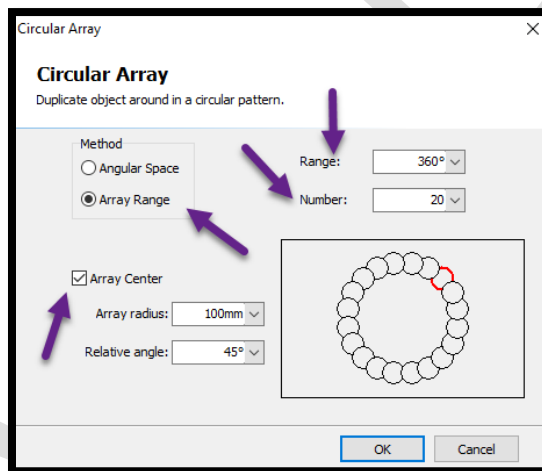 Circular Array
Circular Array
Duplicate object around in a circular pattern.
Method
Angular Space
Array Range
Range: 360°
Number: 20
Array Center
Array radius: 100mm
Relative angle: 45°
OK Cancel